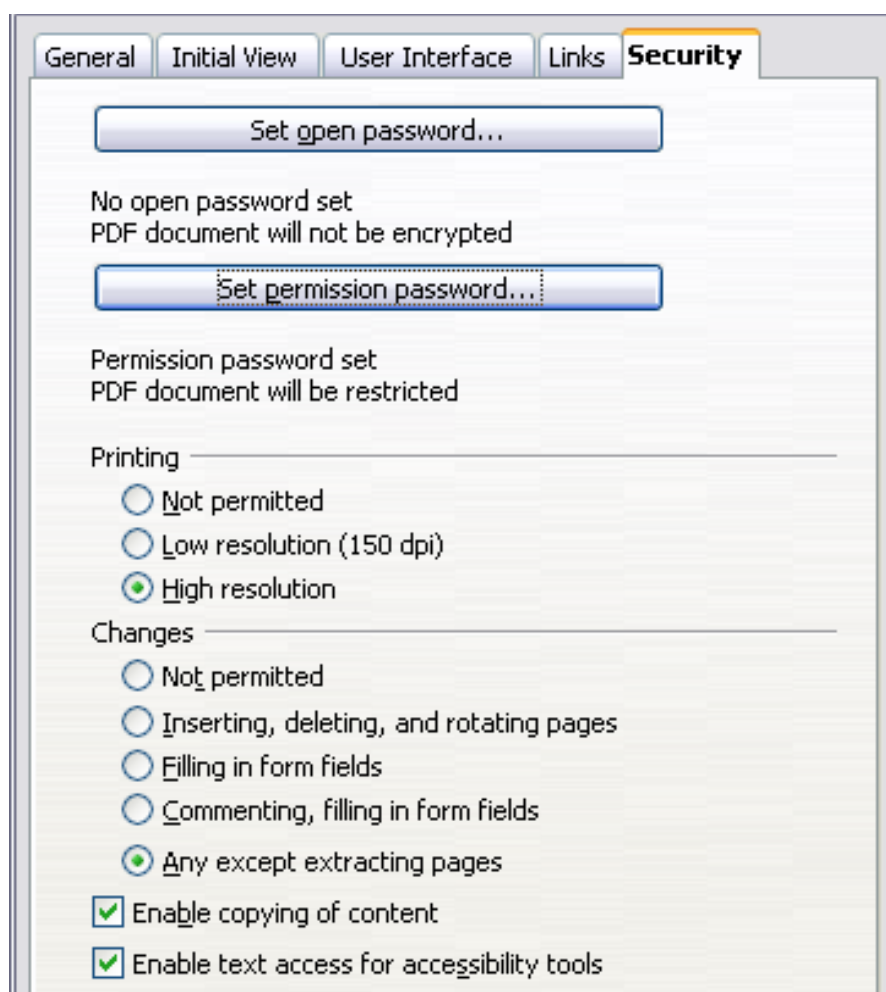 General Initial View User Interface Links Security
Set open password...
No open password set
PDF document will not be encrypted
Set permission password...
Permission password set
PDF document will be restricted
Printing
Not permitted
Low resolution (150 dpi)
High resolution
Changes
Not permitted
Inserting, deleting, and rotating pages
Filling in form fields
Commenting, filling in form fields
Any except extracting pages
Enable copying of content
Enable text access for accessibility tools